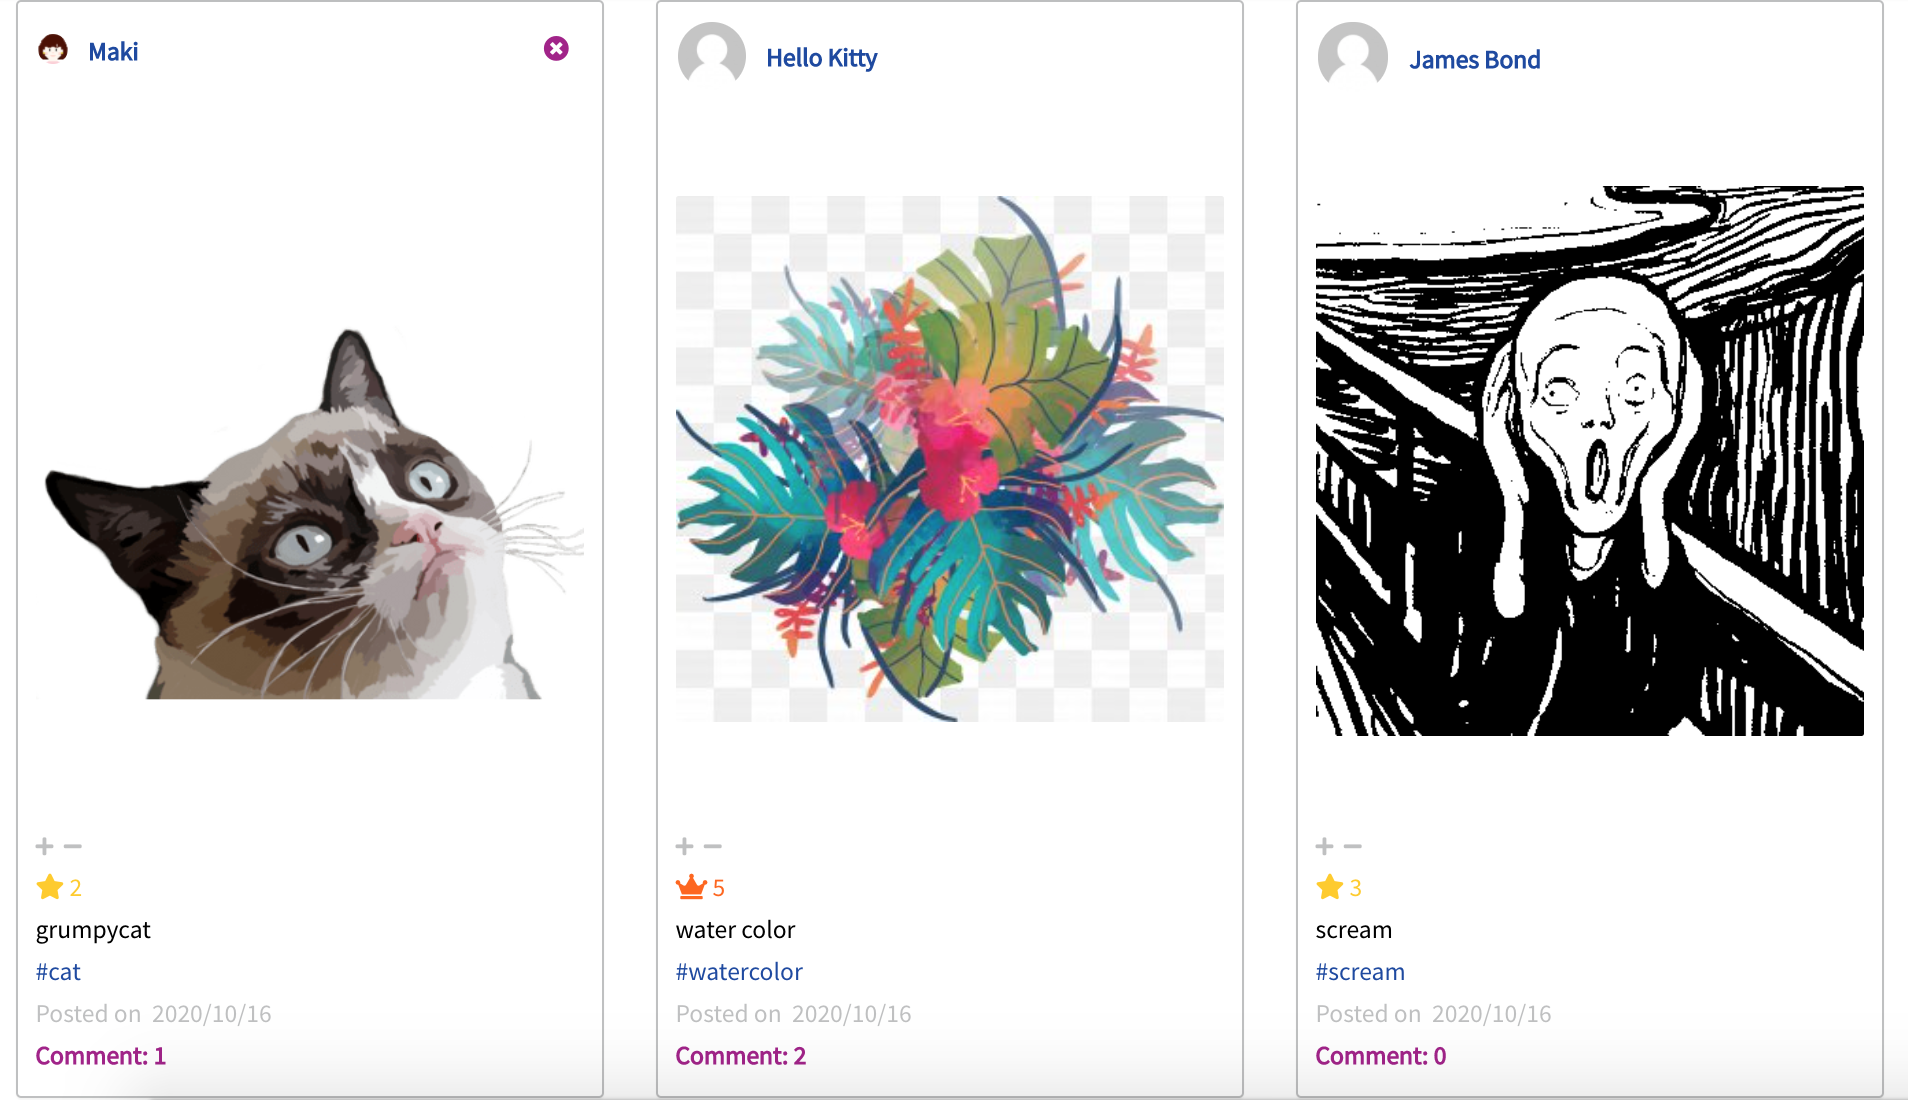 Maki
grumpycat
2
#cat
Posted on 2020/10/16
Comment: 1
Hello Kitty
5
water color
#watercolor
Posted on 2020/10/16
Comment: 2
James Bond
3
scream
#scream
Posted on 2020/10/16
Comment: 0